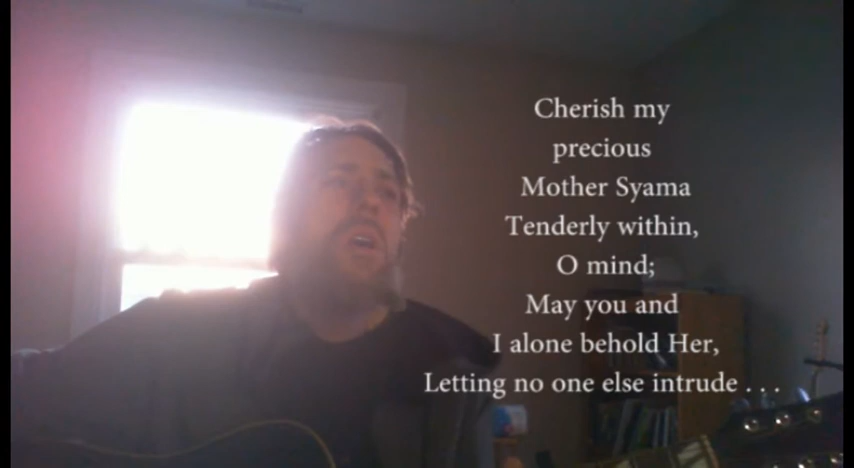 Cherish my
precious
Mother Syama
Tenderly within,
O mind;
May you and
I alone behold Her,
Letting no one else intrude . . .